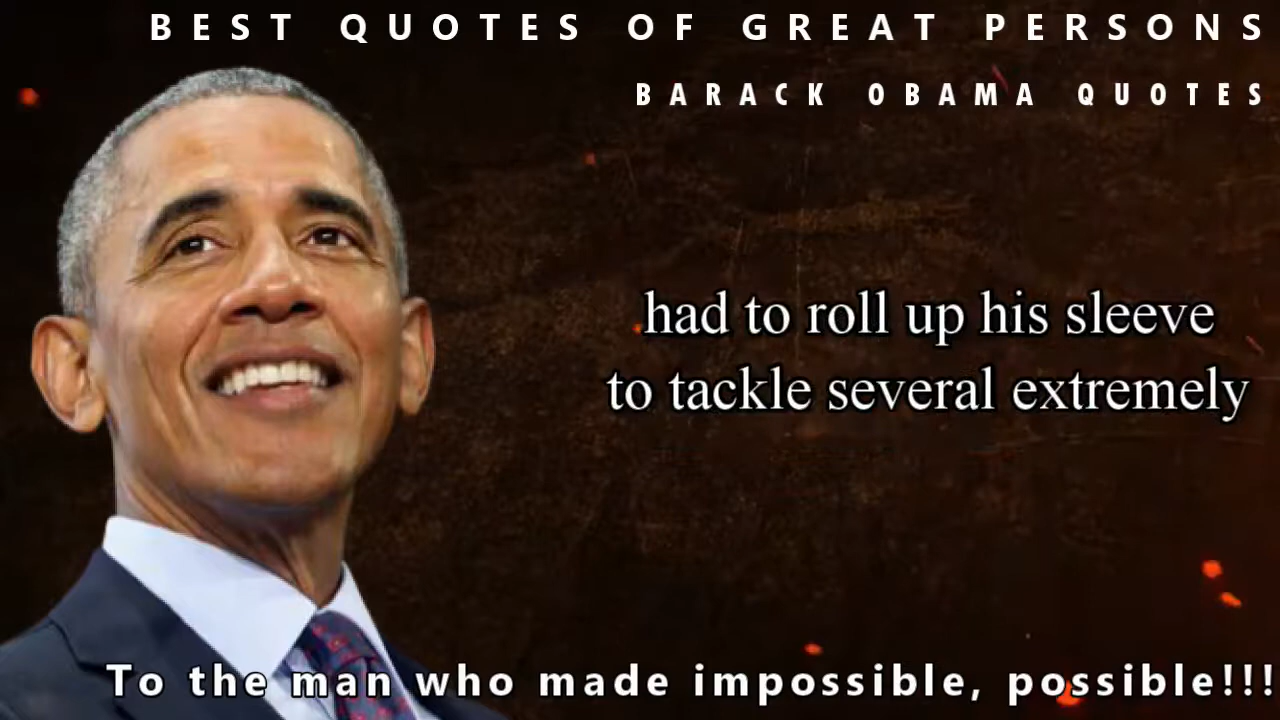 BEST QUOTES OF GREAT PERSONS
BARACK OBAMA QUOTES
had to roll up his sleeve
to tackle several extremely
To the man who made impossible, possible!!!